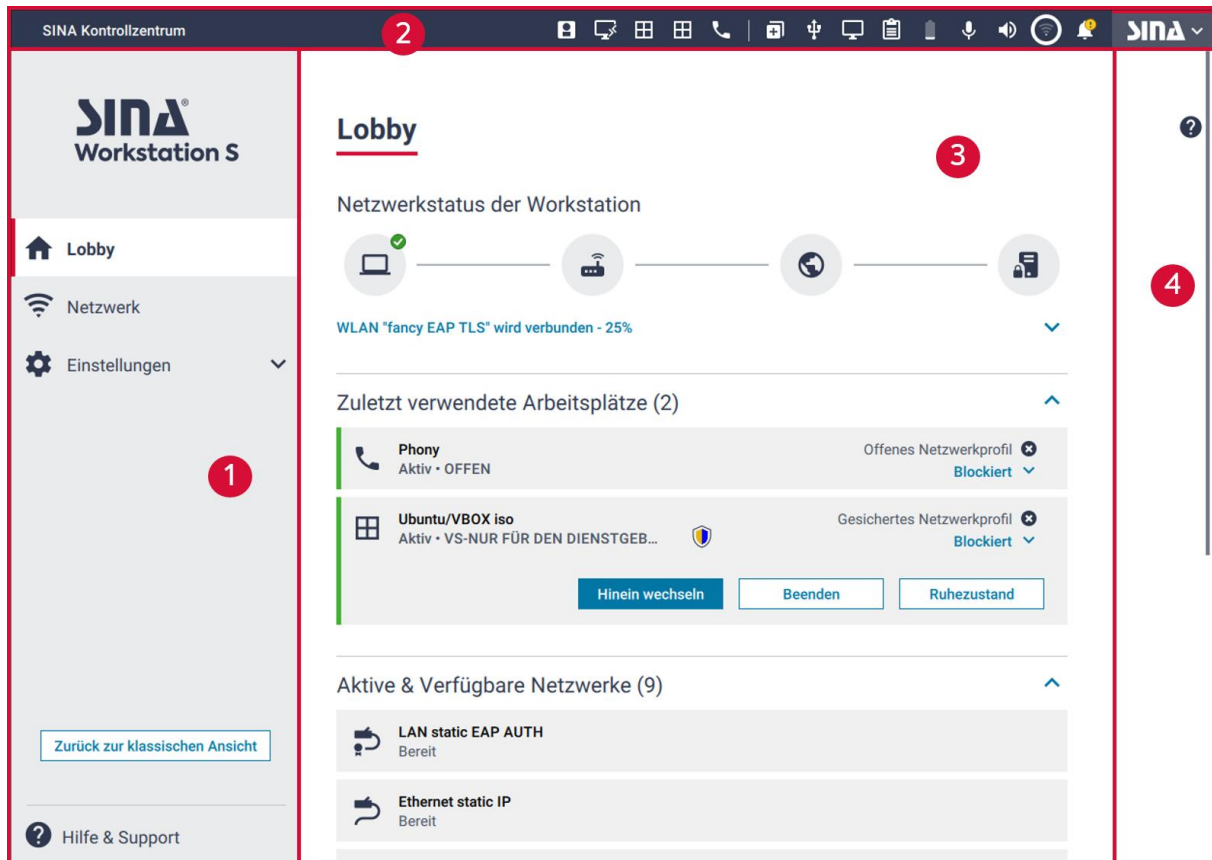 SINA Kontrollzentrum
2
SINA
SINA®
Workstation S
Lobby
Netzwerk
Einstellungen
1
Zurück zur klassischen Ansicht
Hilfe & Support
Lobby
3
Netzwerkstatus der Workstation
WLAN "fancy EAP TLS" wird verbunden - 25%
Zuletzt verwendete Arbeitsplätze (2)
Phony
Aktiv • OFFEN
Offenes Netzwerkprofil
Blockiert
Ubuntu/VBOX iso
Aktiv • VS-NUR FÜR DEN DIENSTGEB...
Gesichertes Netzwerkprofil
Blockiert
Hinein wechseln
Beenden
Ruhezustand
Aktive & Verfügbare Netzwerke (9)
LAN static EAP AUTH
Bereit
Ethernet static IP
Bereit
4